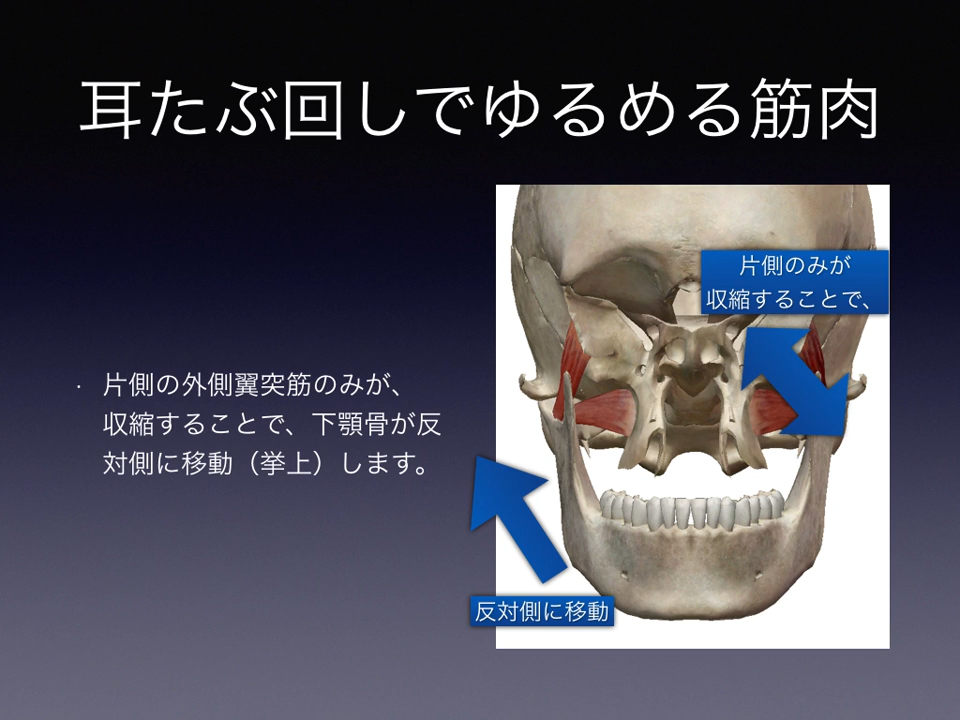 耳たぶ回しでゆるめる筋肉
片側のみが
収縮することで、
・片側の外側翼突筋のみが、
収縮することで、下顎骨が反
対側に移動（挙上）します。
反対側に移動